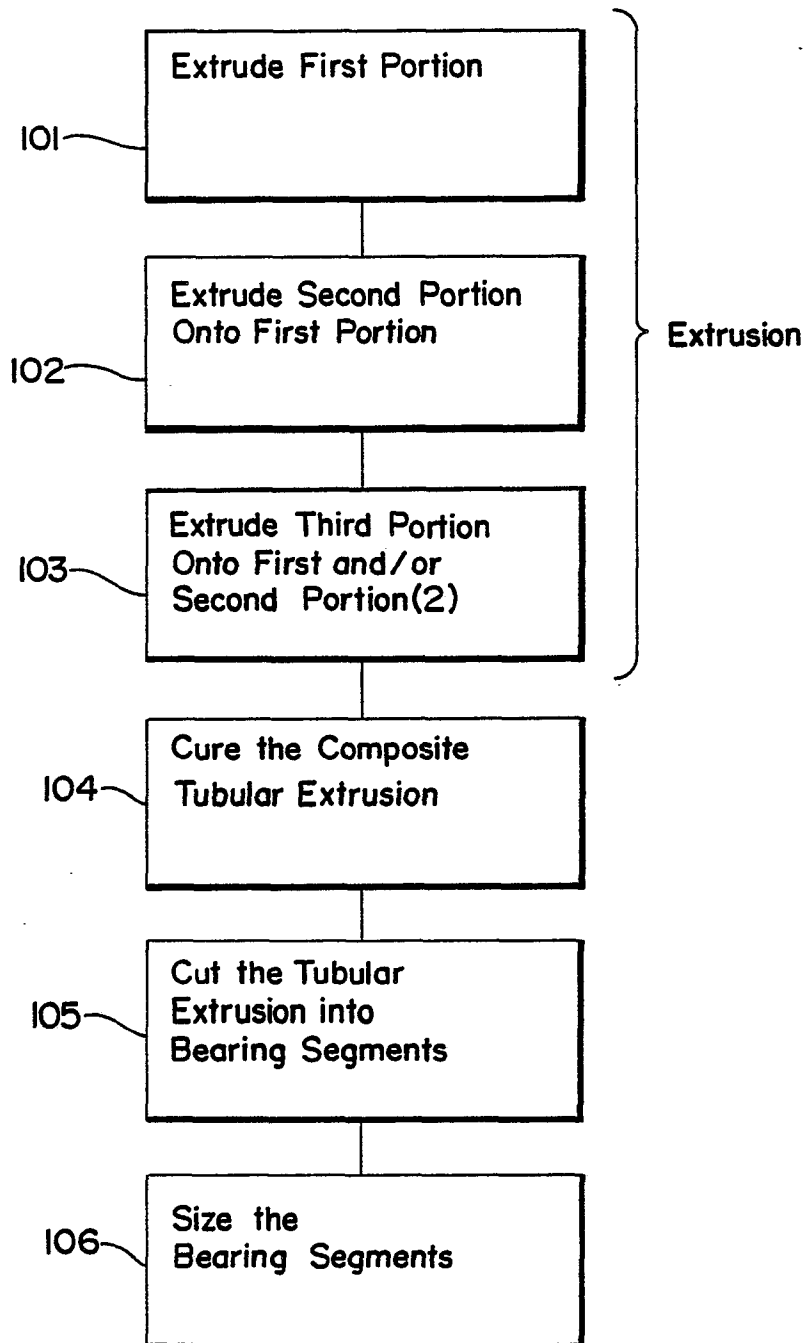 Extrude First Portion
101
Extrude Second Portion
Onto First Portion
Extrusion
102
Extrude Third Portion
Onto First and/or
Second Portion(2)
103
Cure the Composite
Tubular Extrusion
104
Cut the Tubular
Extrusion into
Bearing Segments
105
Size the
Bearing Segments
106